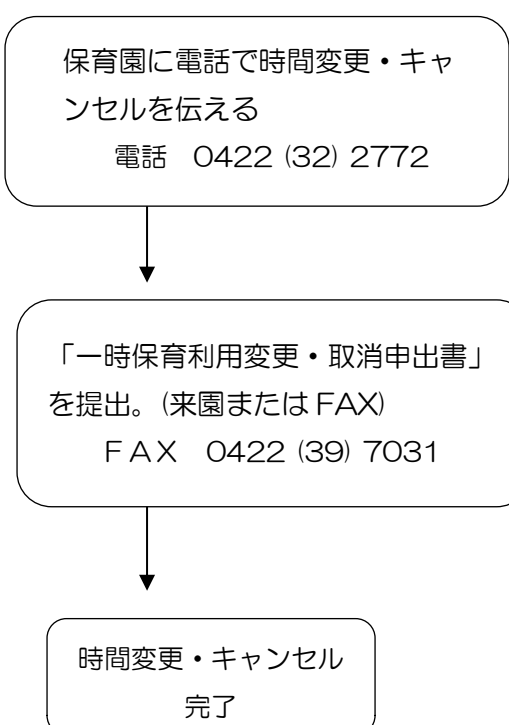 保育園に電話で時間変更・キャ
ンセルを伝える
電話　0422 (32) 2772
「一時保育利用変更・取消申出書」
を提出。(来園または FAX)
ＦＡＸ　0422 (39) 7031
時間変更・キャンセル
完了